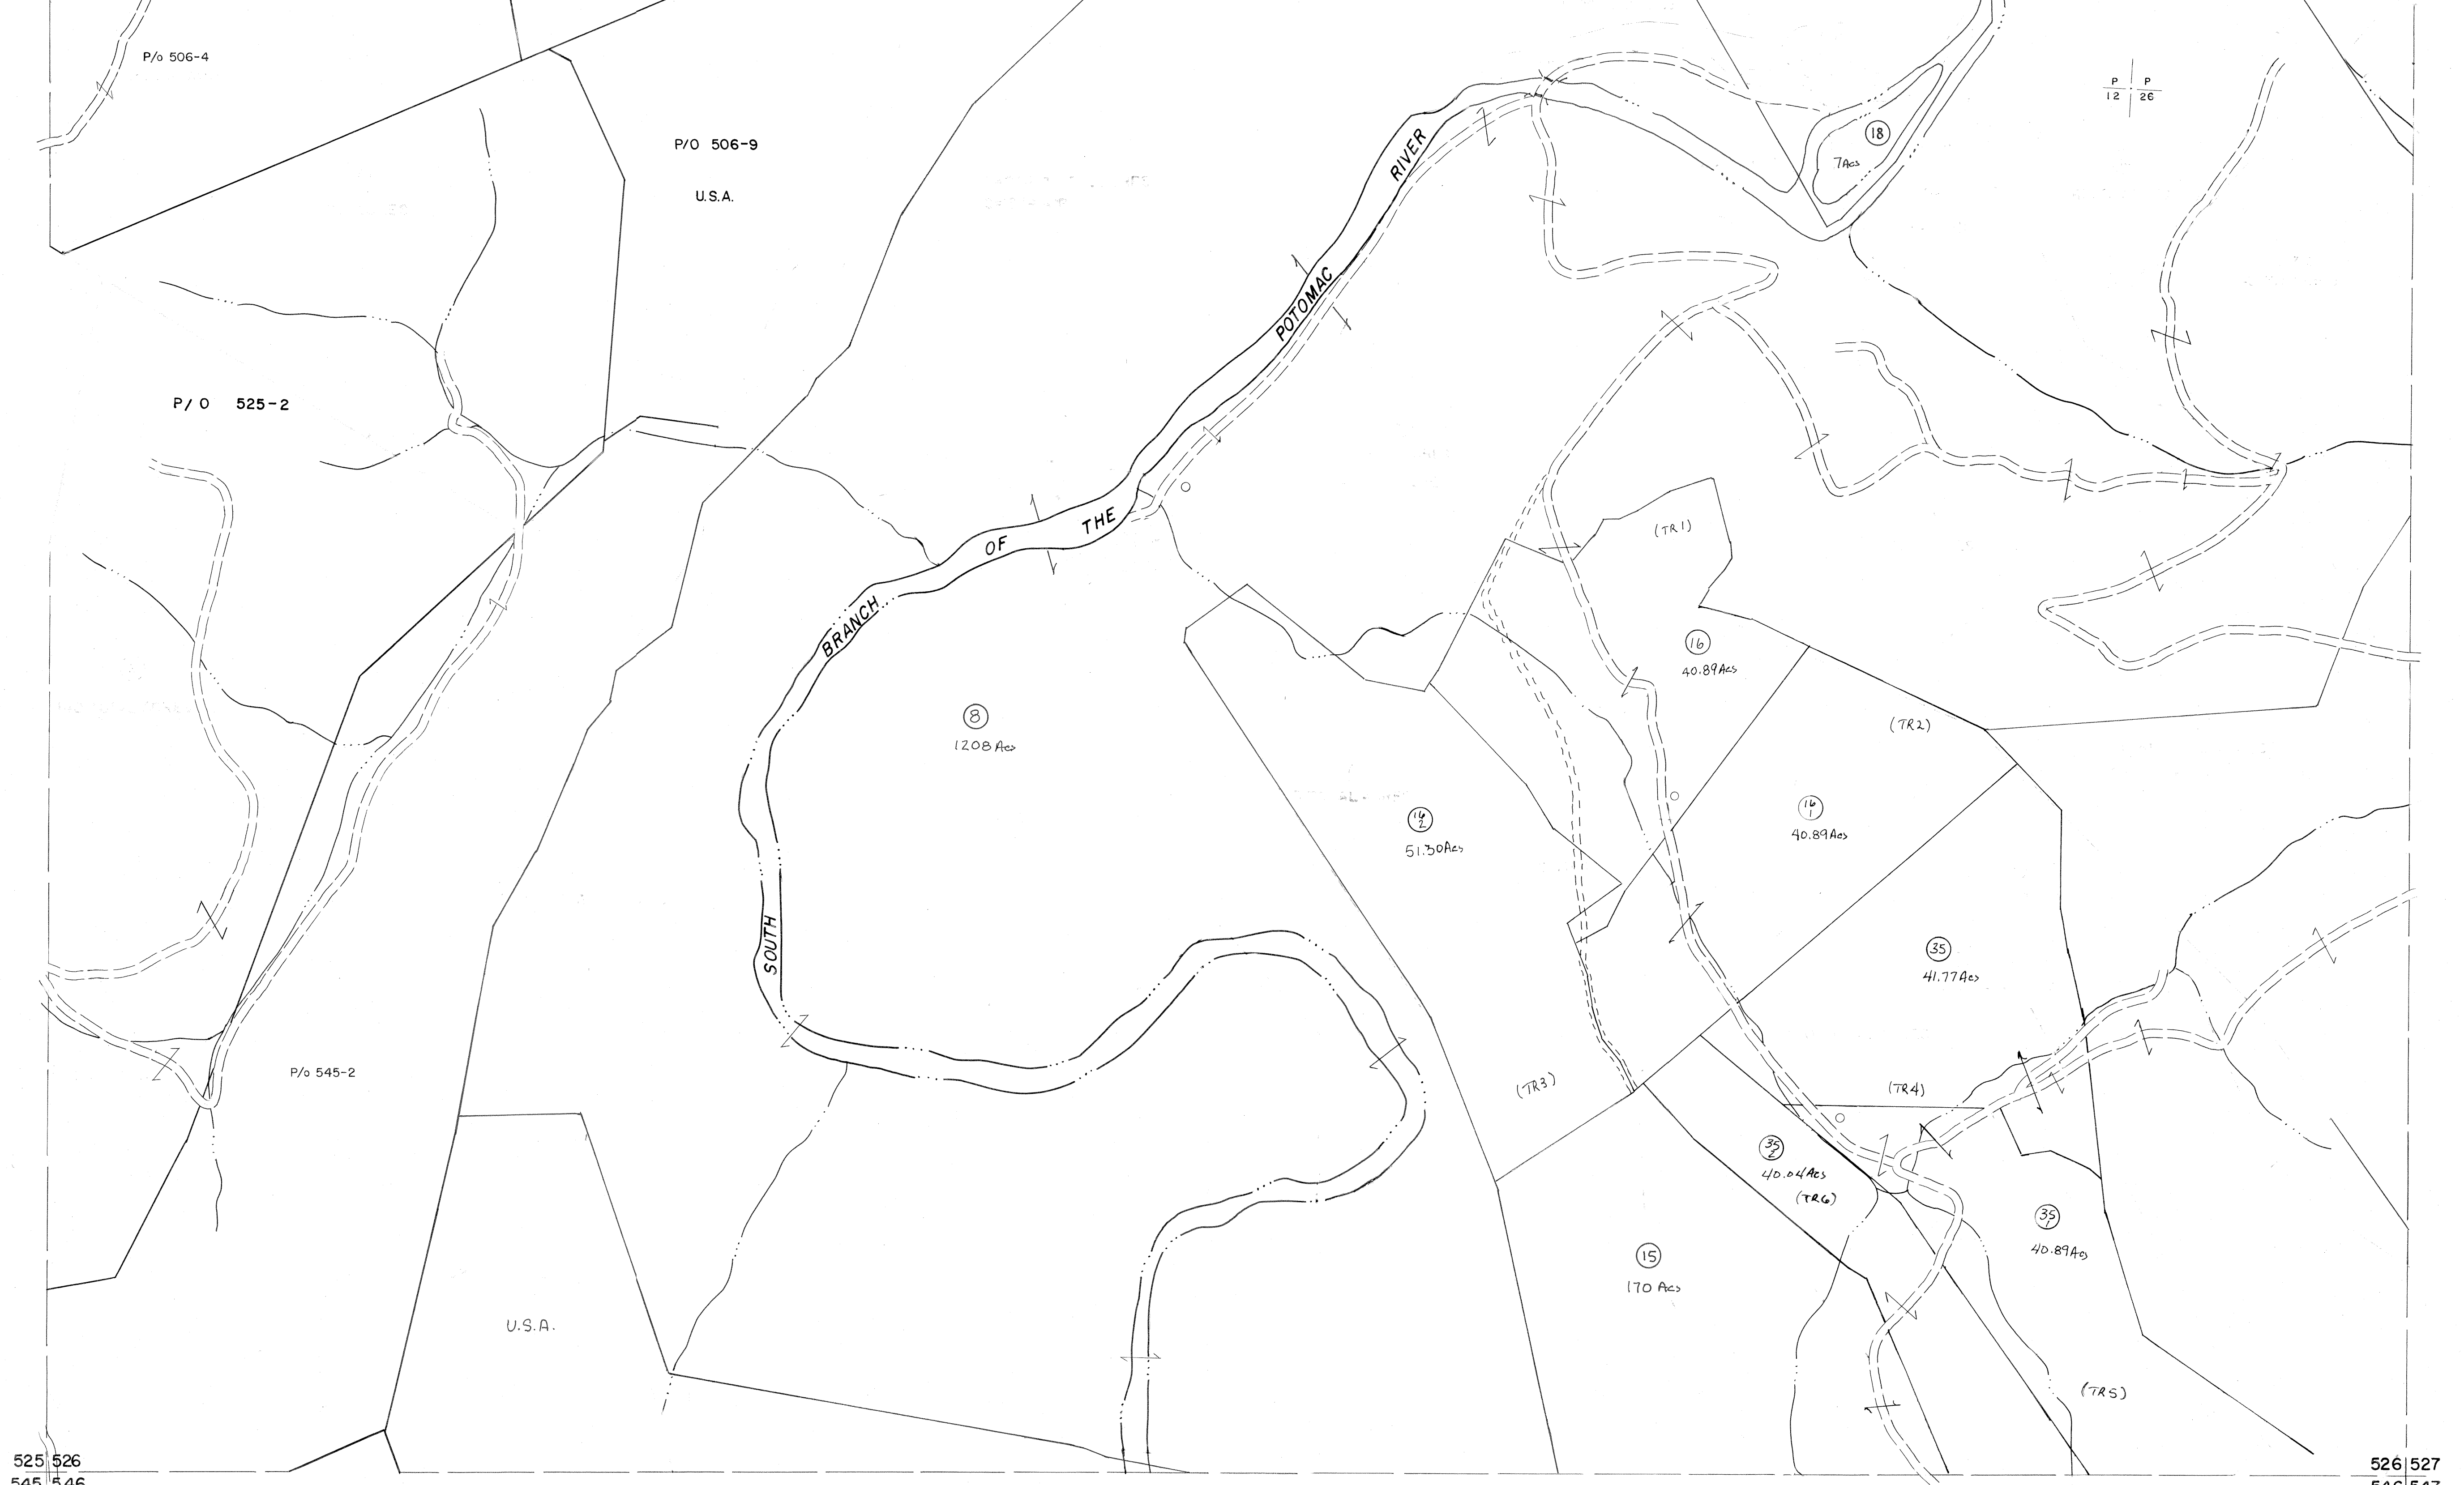 P/o 506-4
P/O 506-9
U.S.A.
P/O 525-2
SOUTH BRANCH OF THE POTOMAC RIVER
18
7Acs
P P
12 26
(TR1)
16
40.89Acs
(TR2)
8
1208 Acs
16
2
51.30Acs
16
1
40.89Acs
35
41.77Acs
P/o 545-2
(TR3)
(TR4)
35
2
40.04Acs
(TR6)
35
1
40.89Acs
15
170 Acs
U.S.A.
(TR5)
525 526
545 546
526 527
546 547